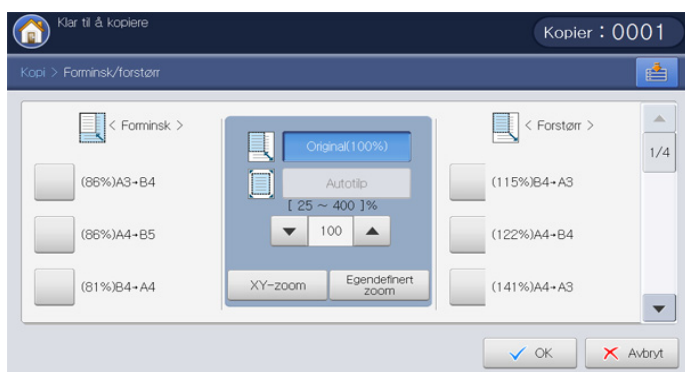 Klar til å kopiere
Kopier : 0001
Kopi > Forminsk/forstørr
< Forminsk >
(86%)A3→B4
(86%)A4→B5
(81%)B4→A4
Original(100%)
Autotilp
[ 25 ~ 400 ]%
100
XY-zoom
Egendefinert
zoom
< Forstørr >
(115%)B4→A3
(122%)A4→B4
(141%)A4→A3
1/4
OK
Avbryt